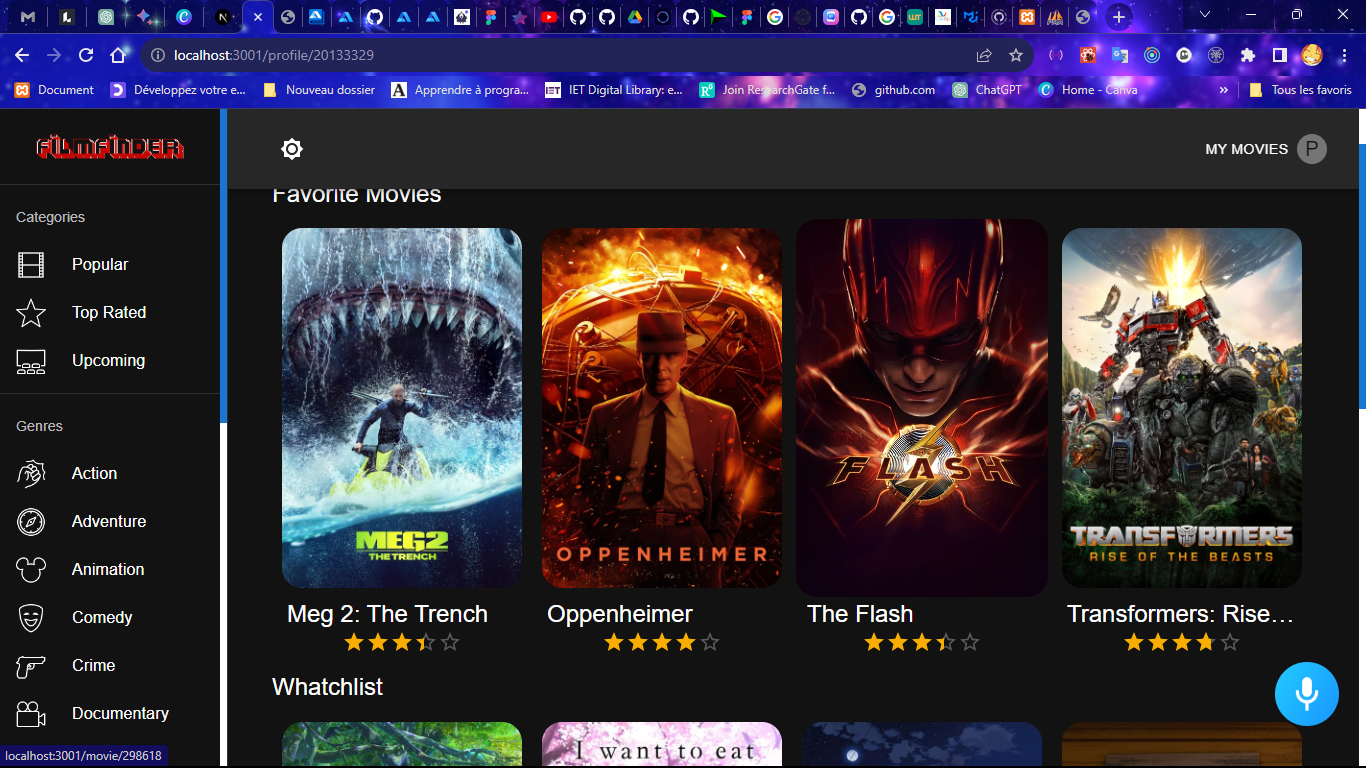 localhost:3001/profile/20133329
Document
Développez votre e...
Nouveau dossier
Apprendre à progra...
IET Digital Library: e...
Join ResearchGate f...
github.com
ChatGPT
Home - Canva
»
Tous les favoris
FILMFINDER
MY MOVIES
P
Categories
Popular
Top Rated
Upcoming
Genres
Action
Adventure
Animation
Comedy
Crime
Documentary
Favorite Movies
MEG2
THE TRENCH
OPPENHEIMER
FLASH
TRANSFORMERS
RISE OF THE BEASTS
Meg 2: The Trench
Oppenheimer
The Flash
Transformers: Rise…
Whatchlist
I want to eat
localhost:3001/movie/298618